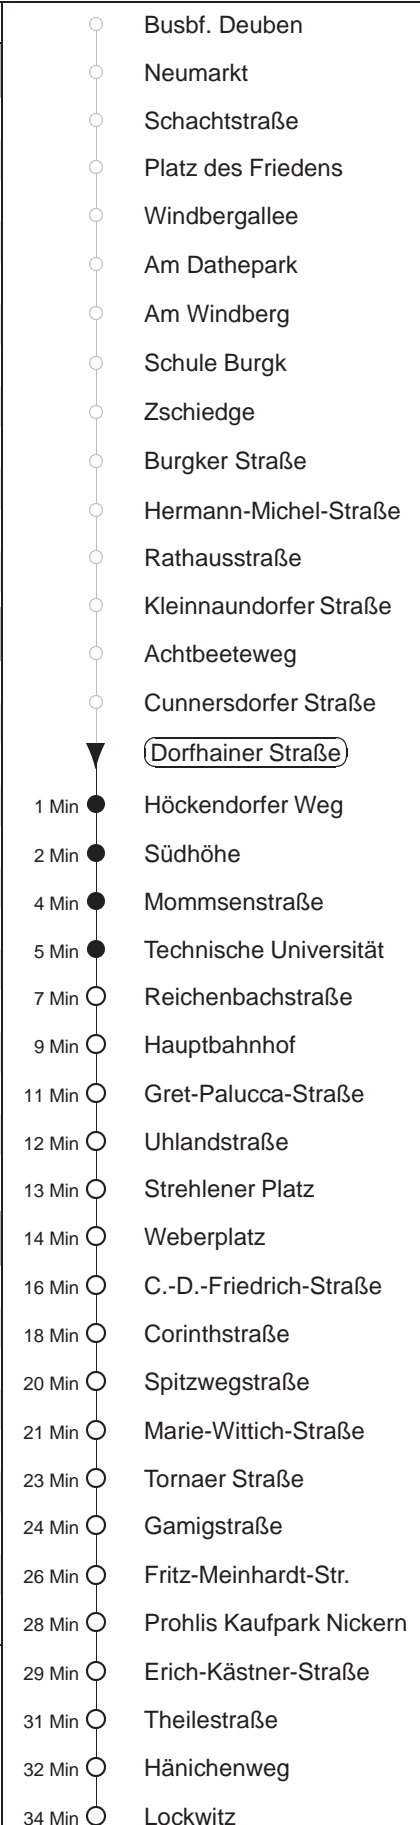 Busbf. Deuben
Neumarkt
Schachtstraße
Platz des Friedens
Windbergallee
Am Dathepark
Am Windberg
Schule Burgk
Zschiedge
Burgker Straße
Hermann-Michel-Straße
Rathausstraße
Kleinnaundorfer Straße
Achtbeeteweg
Cunnersdorfer Straße
Dorfhainer Straße
1 Min Höckendorfer Weg
2 Min Südhöhe
4 Min Mommsenstraße
5 Min Technische Universität
7 Min Reichenbachstraße
9 Min Hauptbahnhof
11 Min Gret-Palucca-Straße
12 Min Uhlandstraße
13 Min Strehlener Platz
14 Min Weberplatz
16 Min C.-D.-Friedrich-Straße
18 Min Corinthstraße
20 Min Spitzwegstraße
21 Min Marie-Wittich-Straße
23 Min Tornaer Straße
24 Min Gamigstraße
26 Min Fritz-Meinhardt-Str.
28 Min Prohlis Kaufpark Nickern
29 Min Erich-Kästner-Straße
31 Min Theilestraße
32 Min Hänichenweg
34 Min Lockwitz